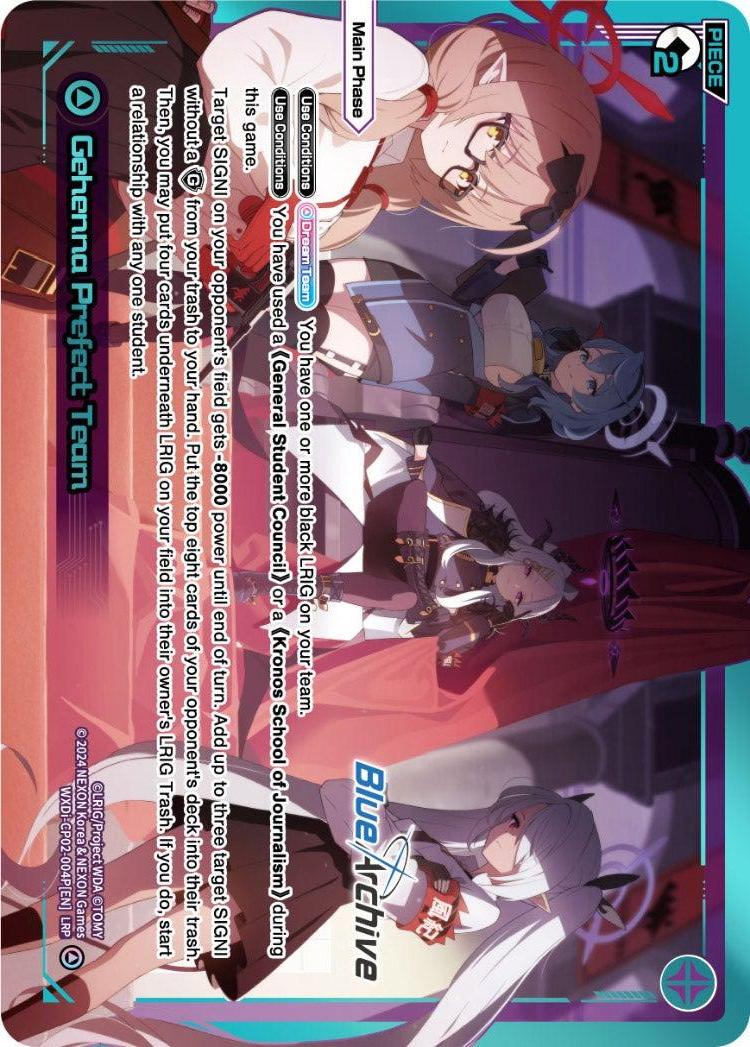 PIECE
2
Main Phase
Blue Archive
風紀
Use Conditions Dream Team You have one or more black LRIG on your team.
Use Conditions You have used a 《General Student Council》 or a 《Kronos School of Journalism》 during
this game.
Target SIGNI on your opponent's field gets -8000 power until end of turn. Add up to three target SIGNI
without a G from your trash to your hand. Put the top eight cards of your opponent's deck into their trash.
Then, you may put four cards underneath LRIG on your field into their owner's LRIG Trash. If you do, start
a relationship with any one student.
Gehenna Prefect Team
©LRIG/Project WDA ©TOMY
© 2024 NEXON Korea & NEXON Games
WXDi-CP02-004P[EN] LRP